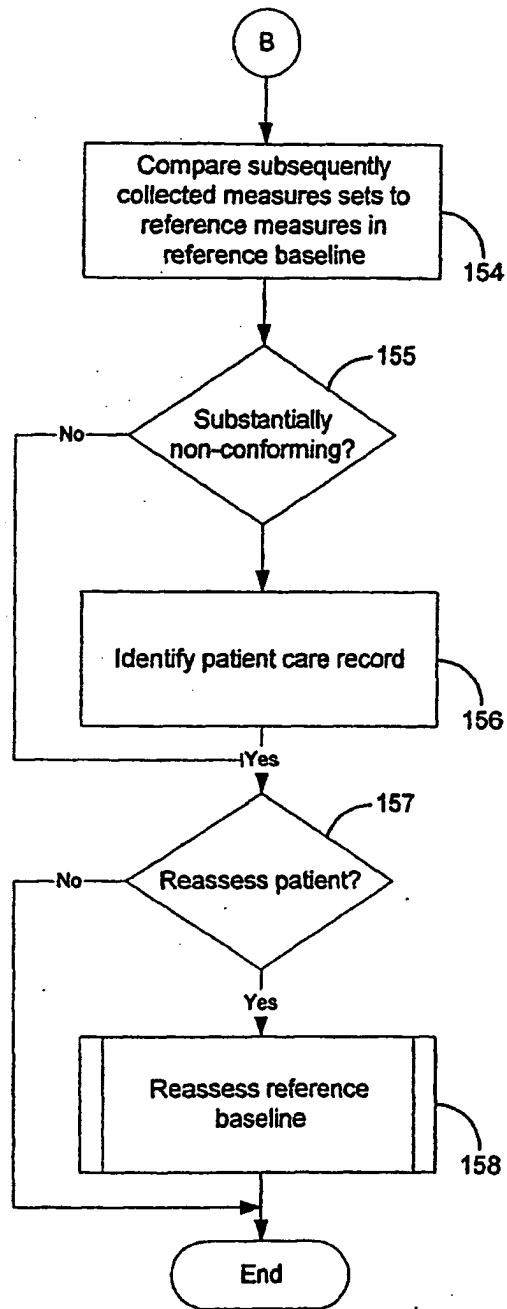 B
Compare subsequently
collected measures sets to
reference measures in
reference baseline
154
155
Substantially
non-conforming?
No
Identify patient care record
156
Yes
157
Reassess patient?
No
Yes
Reassess reference
baseline
158
End